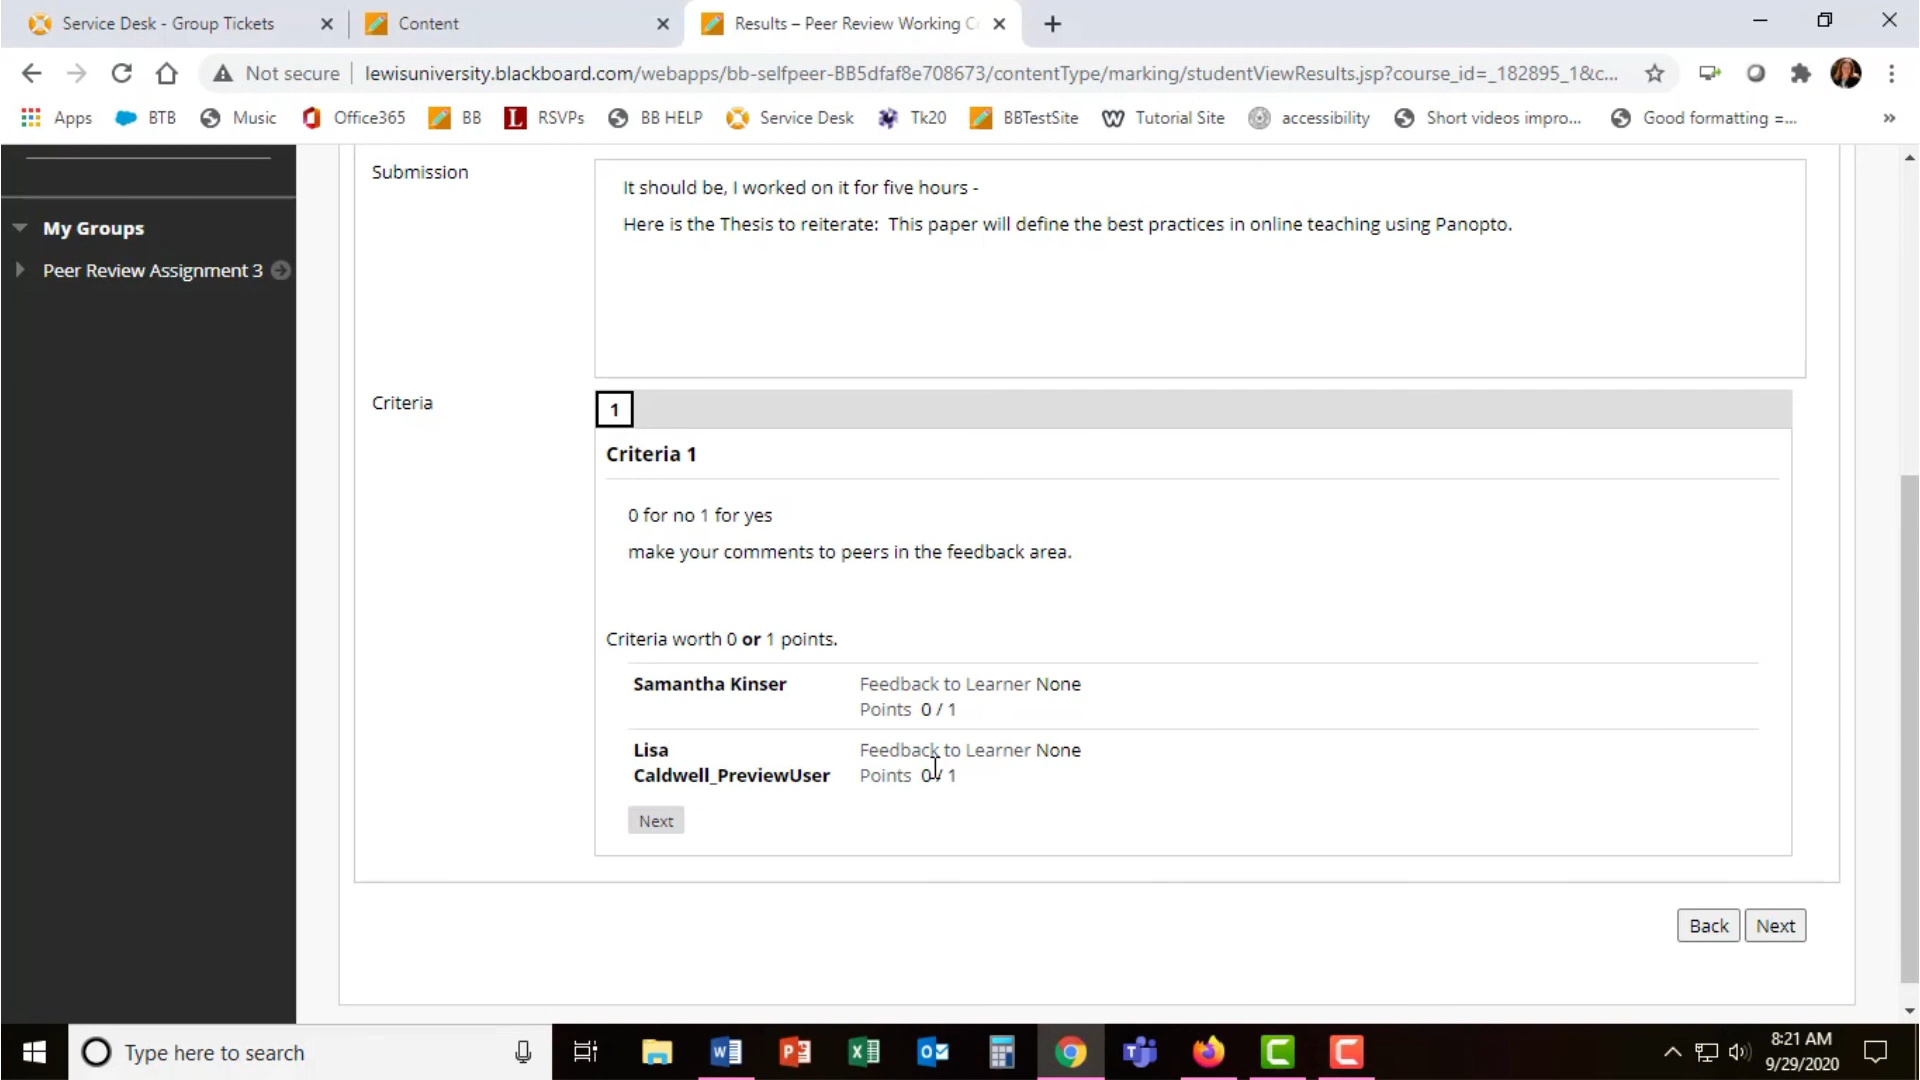 Service Desk - Group Tickets
Content
Results – Peer Review Working C
Not secure
lewisuniversity.blackboard.com/webapps/bb-selfpeer-BB5dfaf8e708673/contentType/marking/studentViewResults.jsp?course_id=_182895_1&c...
Apps
BTB
Music
Office365
BB
RSVPs
BB HELP
Service Desk
Tk20
BBTestSite
Tutorial Site
accessibility
Short videos impro...
Good formatting =...
»
My Groups
Peer Review Assignment 3
Submission
It should be, I worked on it for five hours -
Here is the Thesis to reiterate: This paper will define the best practices in online teaching using Panopto.
Criteria
1
Criteria 1
0 for no 1 for yes
make your comments to peers in the feedback area.
Criteria worth 0 or 1 points.
Samantha Kinser
Feedback to Learner None
Points 0 / 1
Lisa
Caldwell_PreviewUser
Feedback to Learner None
Points 0 / 1
Next
Back
Next
Type here to search
8:21 AM
9/29/2020